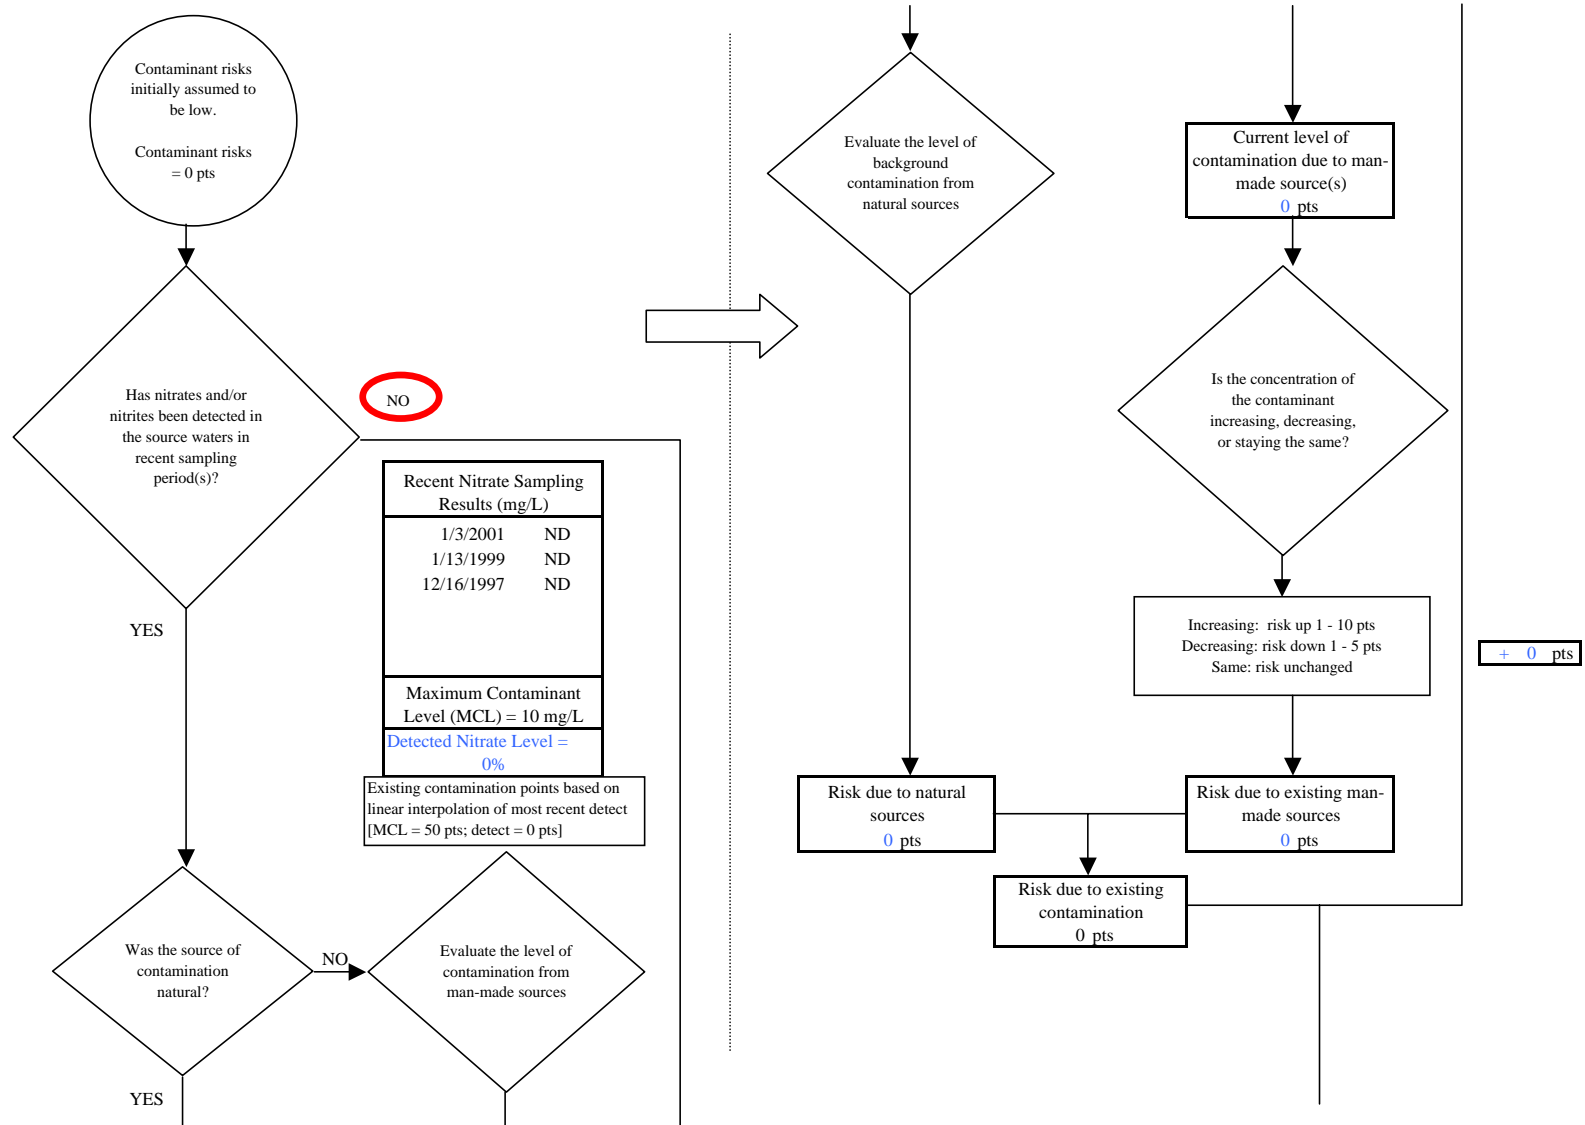 Contaminant risks
initially assumed to
be low.
Contaminant risks
= 0 pts
Has nitrates and/or
nitrites been detected in
the source waters in
recent sampling
period(s)?
NO
YES
Recent Nitrate Sampling
Results (mg/L)
1/3/2001 ND
1/13/1999 ND
12/16/1997 ND
Maximum Contaminant
Level (MCL) = 10 mg/L
Detected Nitrate Level =
0%
Existing contamination points based on
linear interpolation of most recent detect
[MCL = 50 pts; detect = 0 pts]
Was the source of
contamination
natural?
NO
YES
Evaluate the level of
contamination from
man-made sources
Evaluate the level of
background
contamination from
natural sources
Current level of
contamination due to man-
made source(s)
0 pts
Is the concentration of
the contaminant
increasing, decreasing,
or staying the same?
Increasing: risk up 1 - 10 pts
Decreasing: risk down 1 - 5 pts
Same: risk unchanged
+ 0 pts
Risk due to natural
sources
0 pts
Risk due to existing man-
made sources
0 pts
Risk due to existing
contamination
0 pts